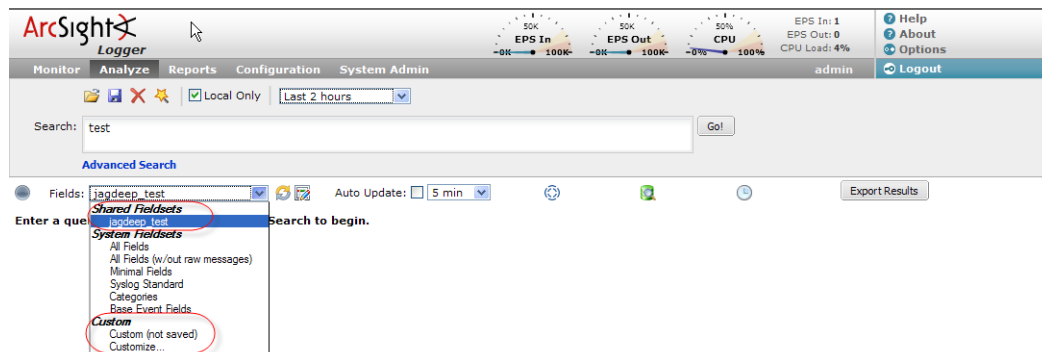 ArcSight
Logger
50K
EPS In
-0K 100K-
50K
EPS Out
-0K 100K-
50%
CPU
-0% 100%
EPS In: 1
EPS Out: 0
CPU Load: 4%
Help
About
Options
Monitor Analyze Reports Configuration System Admin admin Logout
Local Only Last 2 hours
Search: test Go!
Advanced Search
Fields: jagdeep_test Auto Update: 5 min Export Results
Shared Fieldsets
jagdeep_test
Enter a que Search to begin.
System Fieldsets
All Fields
All Fields (w/out raw messages)
Minimal Fields
Syslog Standard
Categories
Base Event Fields
Custom
Custom (not saved)
Customize...